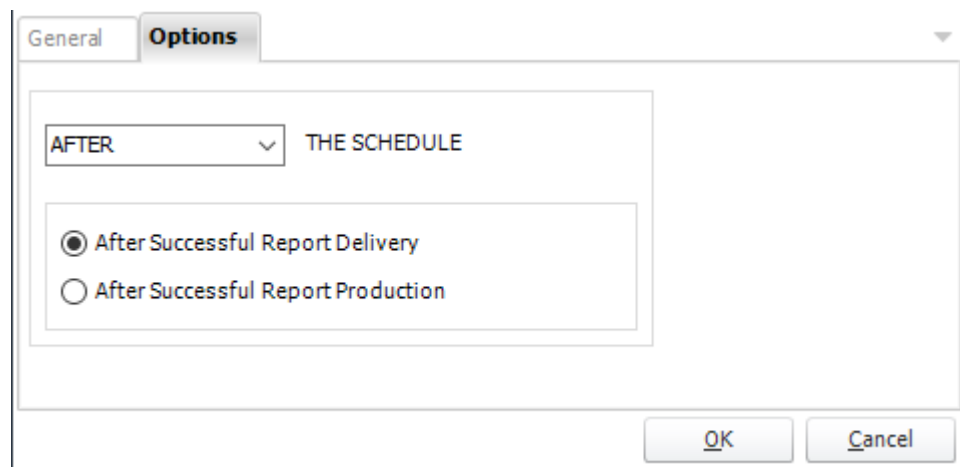 General Options
AFTER THE SCHEDULE
After Successful Report Delivery
After Successful Report Production
OK Cancel